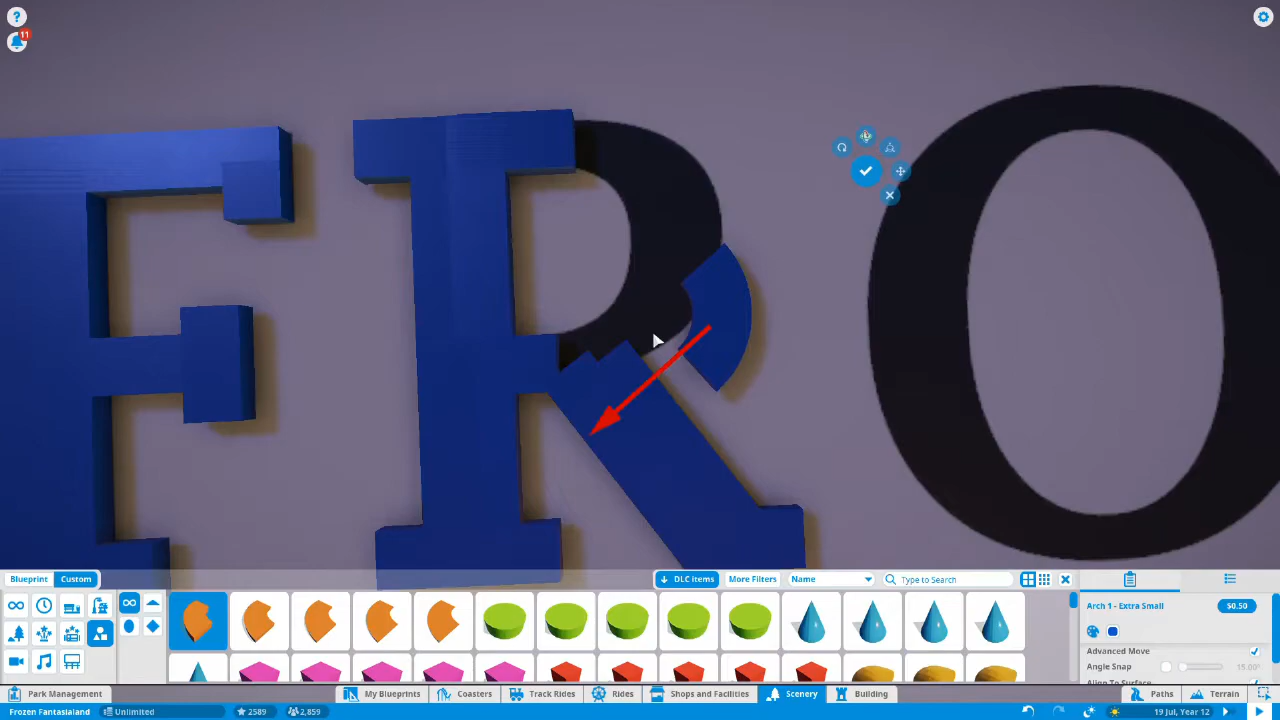 ?
11
FRO
Blueprint
Custom
DLC Items
More Filters
Name
Type to Search
Arch 1 - Extra Small
$0.50
Advanced Move
Angle Snap
15.00°
Park Management
My Blueprints
Coasters
Track Rides
Rides
Shops and Facilities
Scenery
Building
Paths
Terrain
Frozen Fantasialand
Unlimited
2589
2,859
19 Jul, Year 12